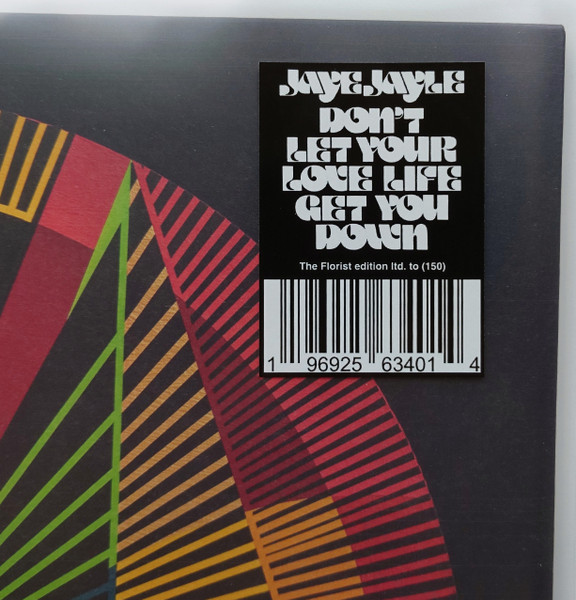 JAYE JAYLE
DON'T
LET YOUR
LOVE LIFE
GET YOU
DOWN
The Florist edition ltd. to (150)
1 96925 63401 4